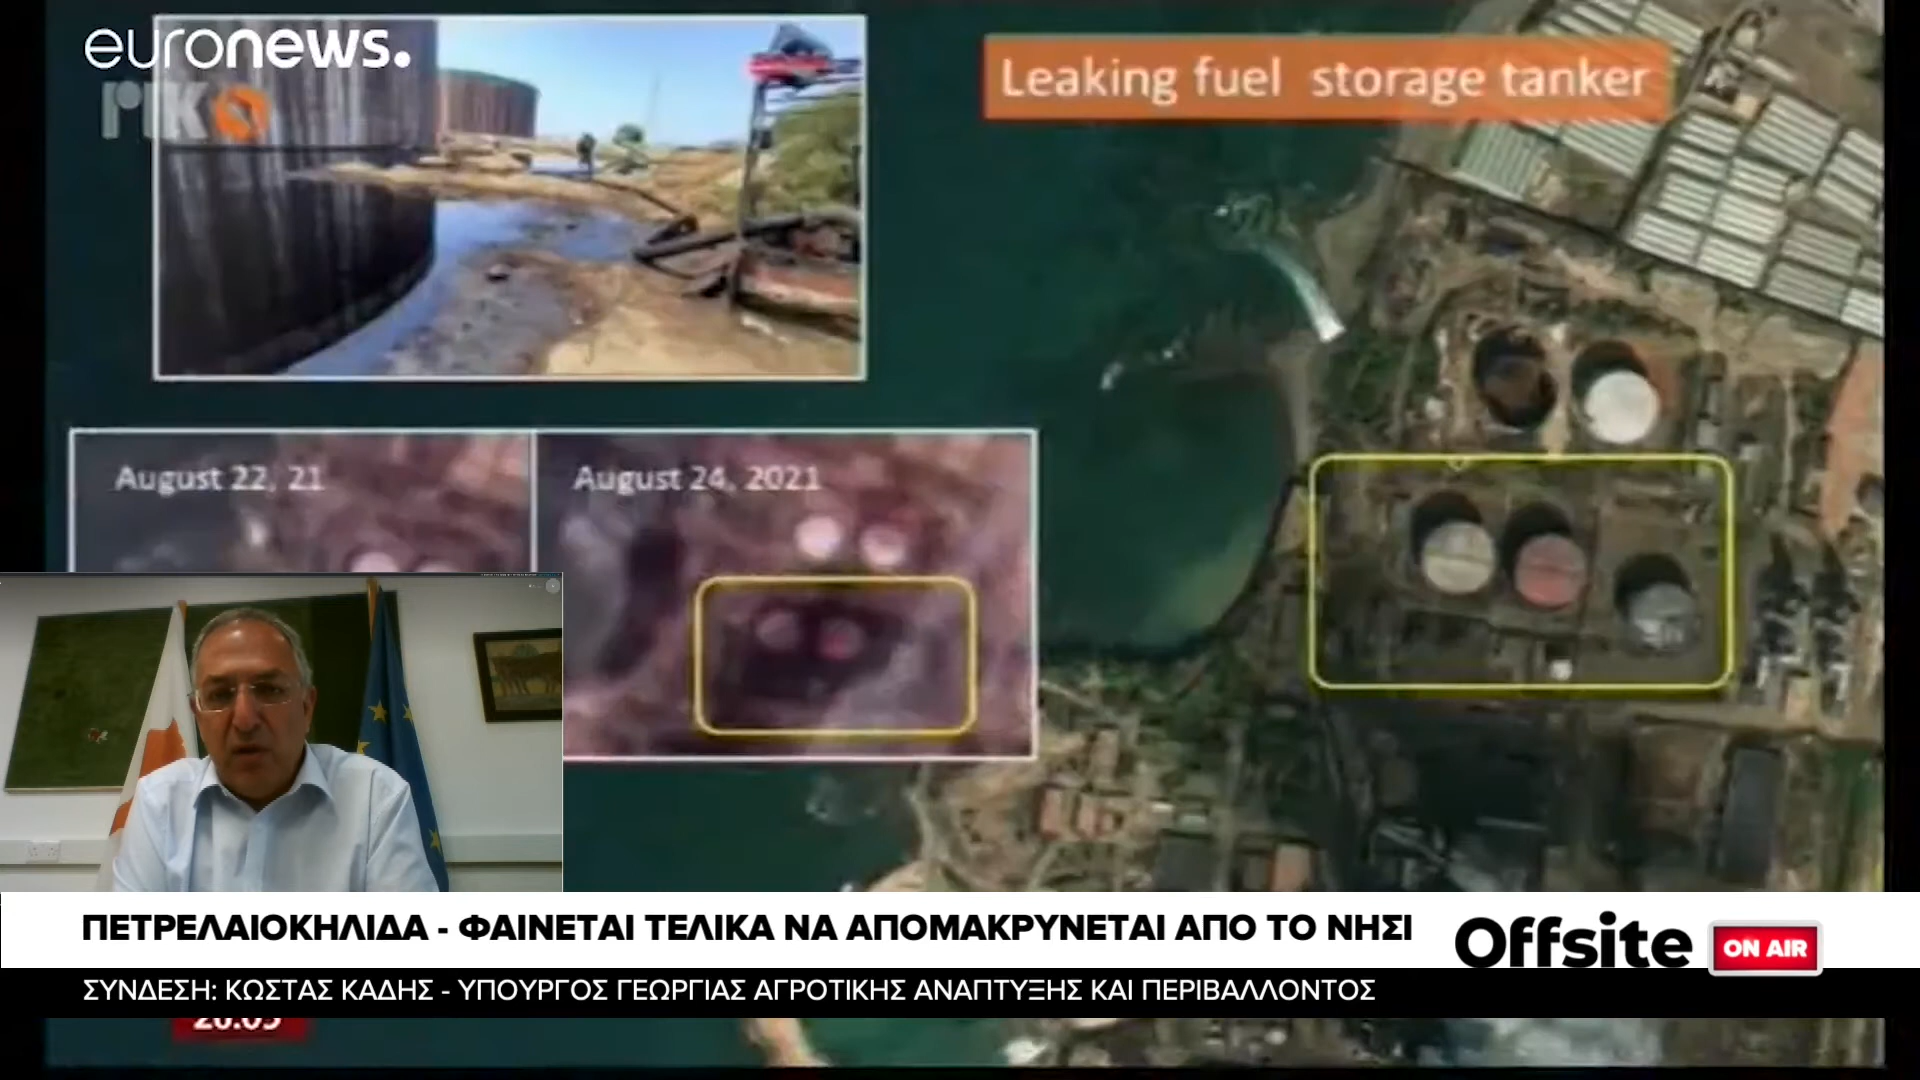 euronews.
ΡΙΚ
Leaking fuel storage tanker
August 22, 21
August 24, 2021
ΠΕΤΡΕΛΑΙΟΚΗΛΙΔΑ - ΦΑΙΝΕΤΑΙ ΤΕΛΙΚΑ ΝΑ ΑΠΟΜΑΚΡΥΝΕΤΑΙ ΑΠΟ ΤΟ ΝΗΣΙ
Offsite
ON AIR
ΣΥΝΔΕΣΗ: ΚΩΣΤΑΣ ΚΑΔΗΣ - ΥΠΟΥΡΓΟΣ ΓΕΩΡΓΙΑΣ ΑΓΡΟΤΙΚΗΣ ΑΝΑΠΤΥΞΗΣ ΚΑΙ ΠΕΡΙΒΑΛΛΟΝΤΟΣ